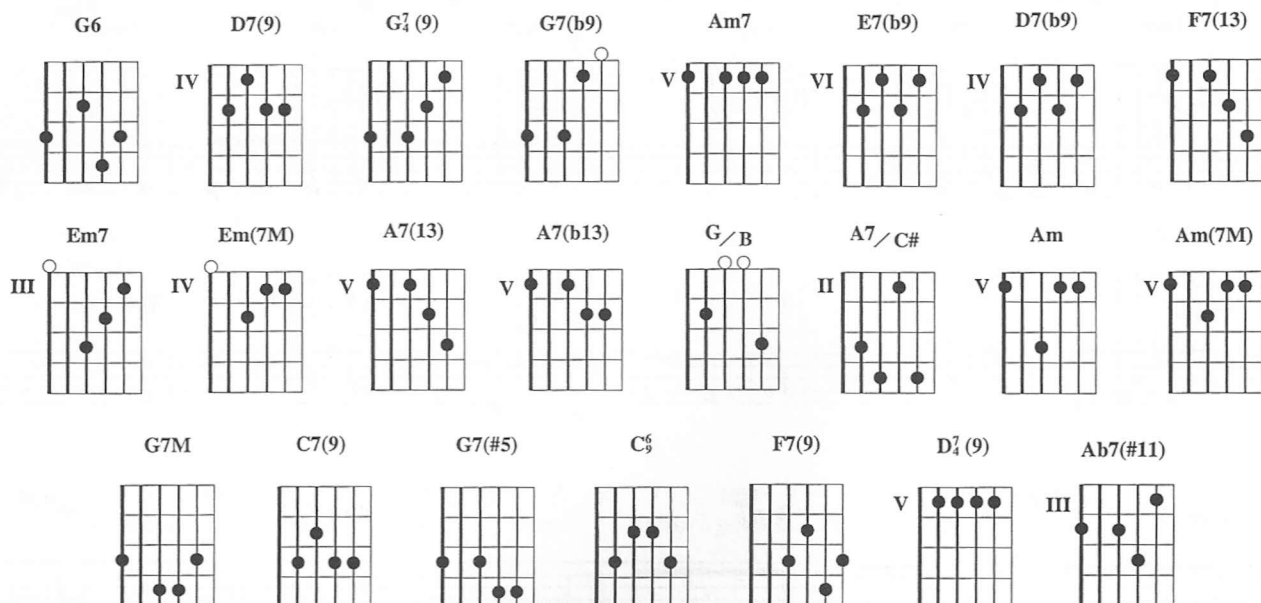 G6 D7(9) G7/4 (9) G7(b9) Am7 E7(b9) D7(b9) F7(13)
IV V VI IV
Em7 Em(7M) A7(13) A7(b13) G/B A7/C# Am Am(7M)
III IV V V II V V
G7M C7(9) G7(#5) C6/9 F7(9) D7/4 (9) Ab7(#11)
V III